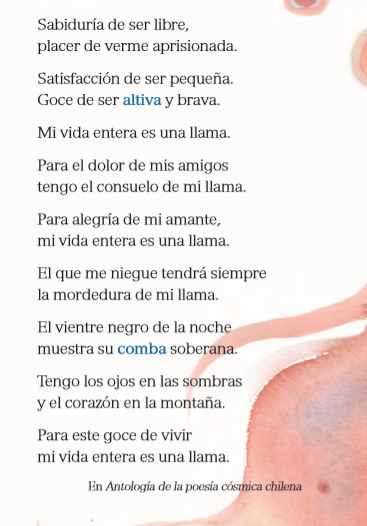 Sabiduría de ser libre,
placer de verme aprisionada.
Satisfacción de ser pequeña.
Goce de ser altiva y brava.
Mi vida entera es una llama.
Para el dolor de mis amigos
tengo el consuelo de mi llama.
Para alegría de mi amante,
mi vida entera es una llama.
El que me niegue tendrá siempre
la mordedura de mi llama.
El vientre negro de la noche
muestra su comba soberana.
Tengo los ojos en las sombras
y el corazón en la montaña.
Para este goce de vivir
mi vida entera es una llama.
En Antología de la poesía cósmica chilena